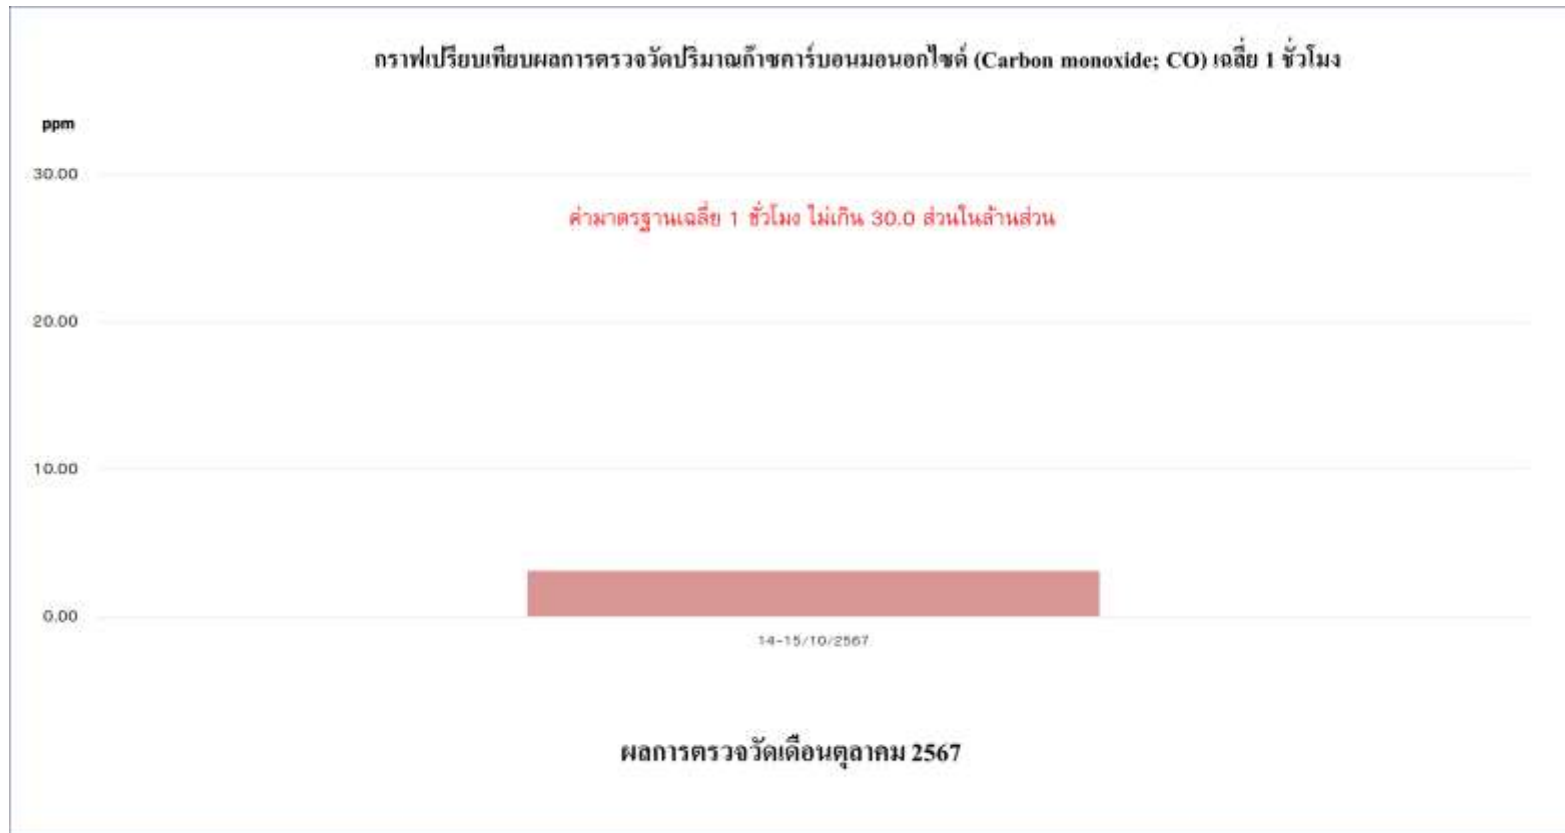 กราฟเปรียบเทียบผลการตรวจวัดปริมาณก๊าซคาร์บอนมอนอกไซด์ (Carbon monoxide; CO) เฉลี่ย 1 ชั่วโมง
ppm
30.00
ค่ามาตรฐานเฉลี่ย 1 ชั่วโมง ไม่เกิน 30.0 ส่วนในล้านส่วน
20.00
10.00
0.00
14-15/10/2567
ผลการตรวจวัดเดือนตุลาคม 2567